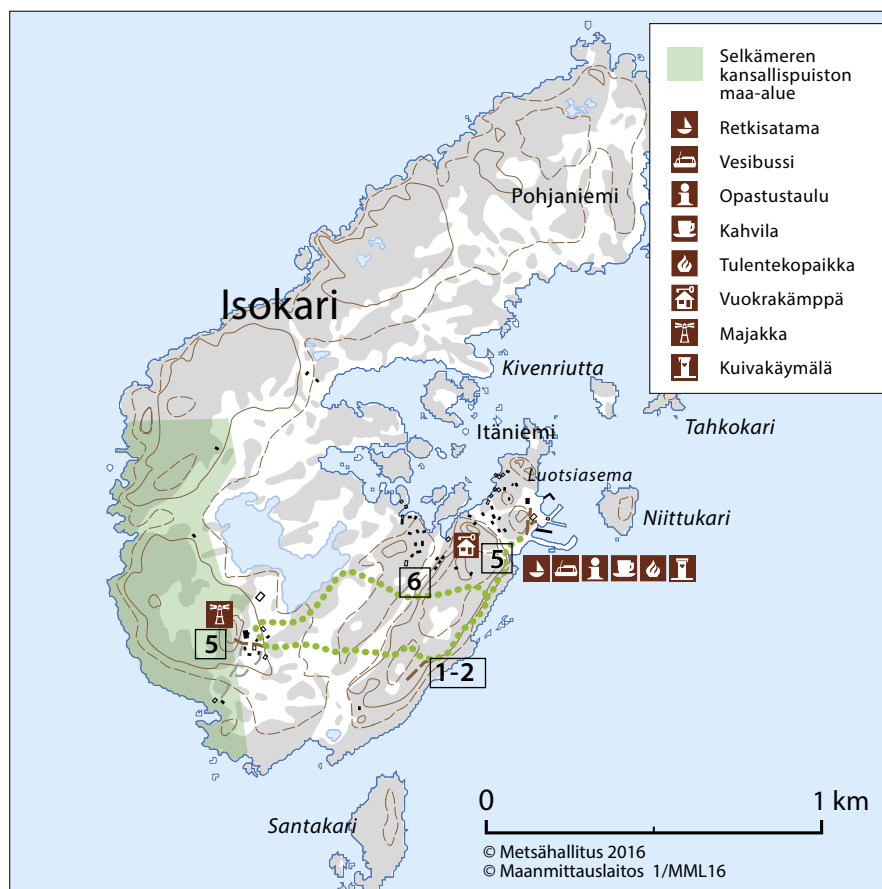 Selkämeren
kansallispuiston
maa-alue
Retkisatama
Vesibussi
Opastustaulu
Kahvila
Tulentekopaikka
Vuokrakämppä
Majakka
Kuivakäymälä
Pohjaniemi
Isokari
Kivenriutta
Tahkokari
Itäniemi
Luotsiasema
Niittukari
5
6
5
1-2
Santakari
0 1 km
© Metsähallitus 2016
© Maanmittauslaitos 1/MML16